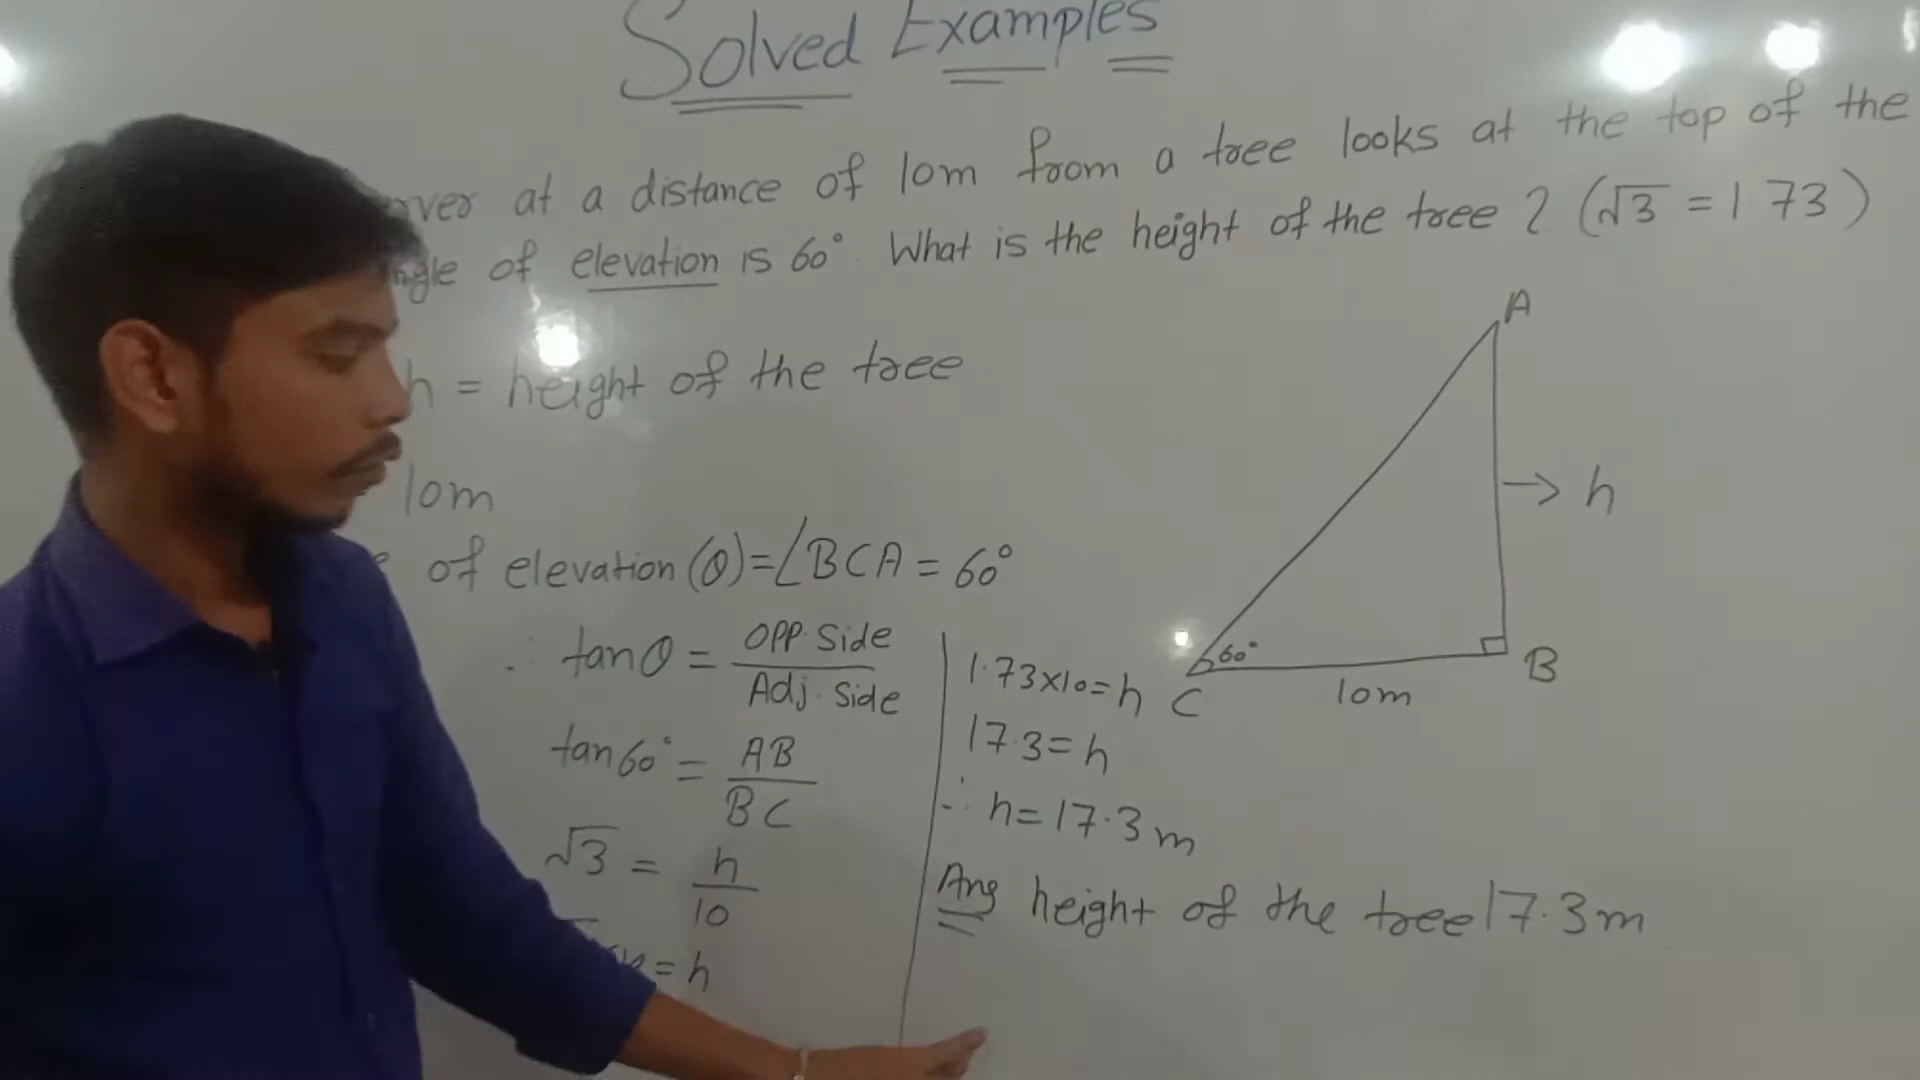 Solved Examples
at a distance of 10m from a tree looks at the top of the
of elevation is 60° What is the height of the tree ? (√3 = 1 73)
h = height of the tree
10m
of elevation (θ) = ∠BCA = 60°
∴ tanθ = OPP. Side / Adj. Side
tan60° = AB / BC
√3 = h / 10
= h
1.73×10 = h
17.3 = h
∴ h = 17.3 m
Ans height of the tree 17.3 m
A
h
60°
B
C
10m